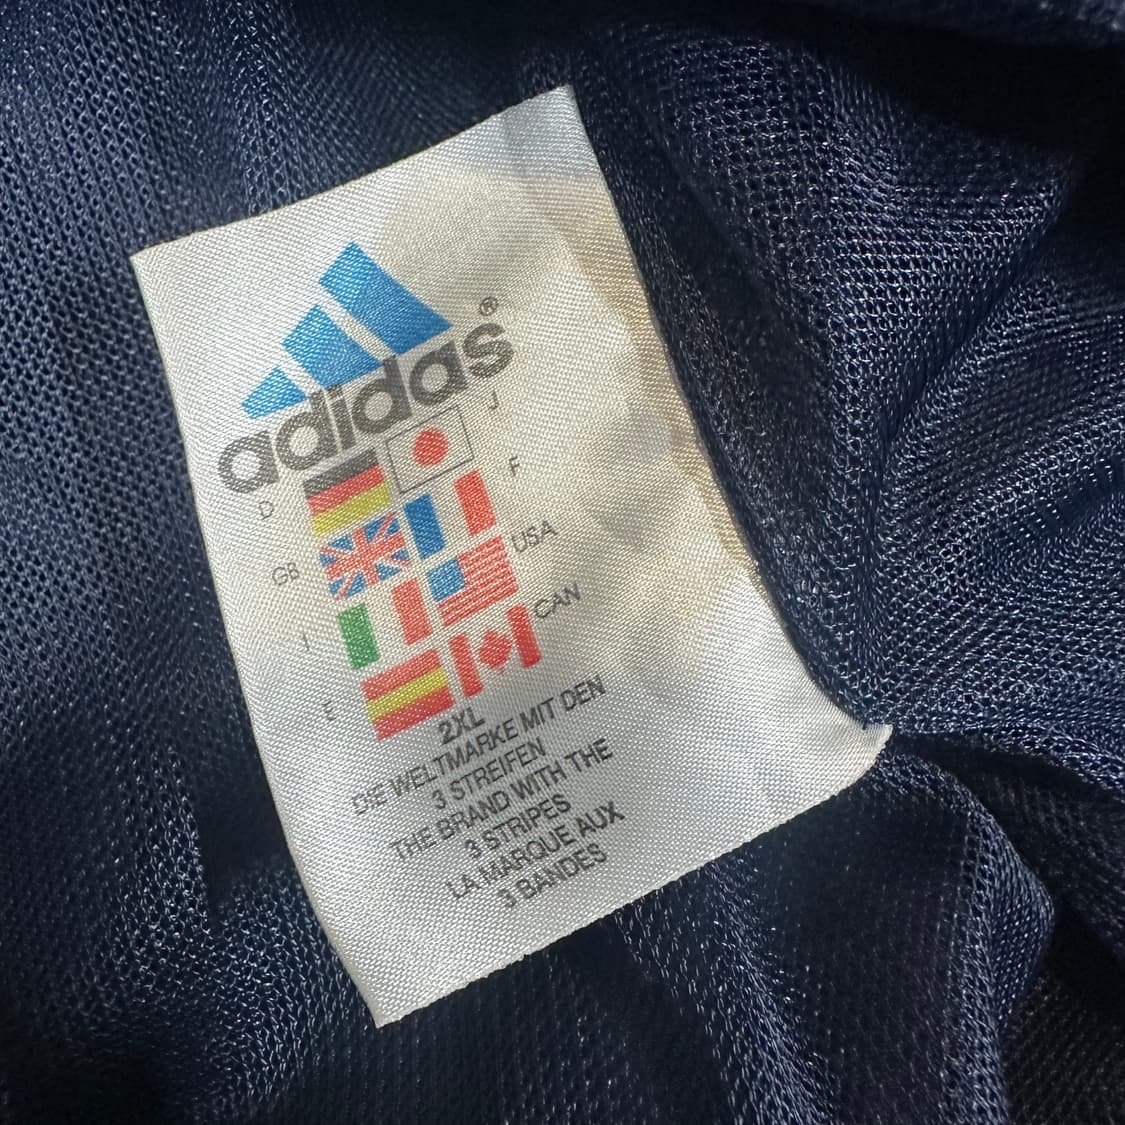 adidas®
J
D
F
GB
USA
I
CAN
E
2XL
DIE WELTMARKE MIT DEN
3 STREIFEN
THE BRAND WITH THE
3 STRIPES
LA MARQUE AUX
3 BANDES